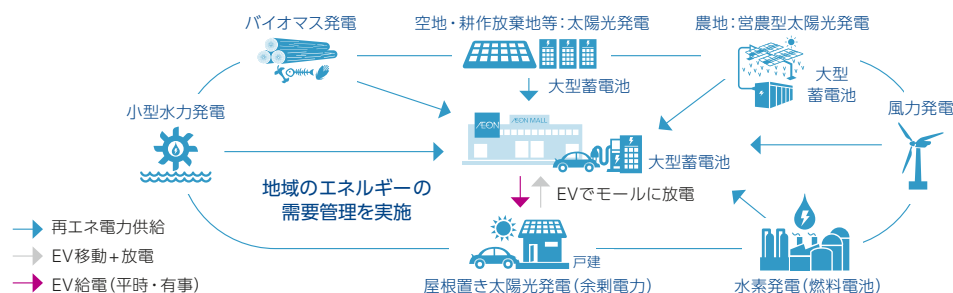 バイオマス発電
空地・耕作放棄地等：太陽光発電
農地：営農型太陽光発電
大型蓄電池
大型
蓄電池
小型水力発電
風力発電
AEON
AEON MALL
大型蓄電池
地域のエネルギーの
需要管理を実施
EVでモールに放電
再エネ電力供給
EV移動＋放電
EV給電（平時・有事）
戸建
屋根置き太陽光発電（余剰電力）
水素発電（燃料電池）